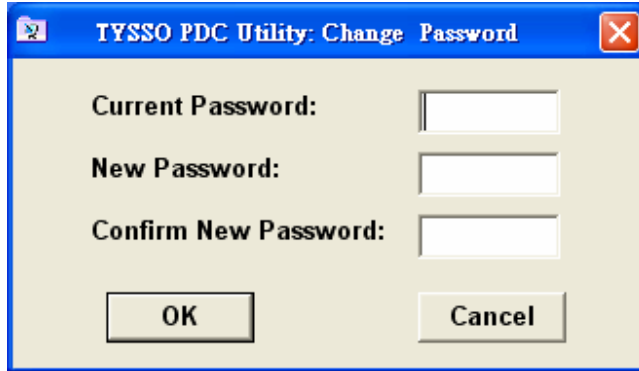 TYSSO PDC Utility: Change Password
Current Password:
New Password:
Confirm New Password:
OK Cancel